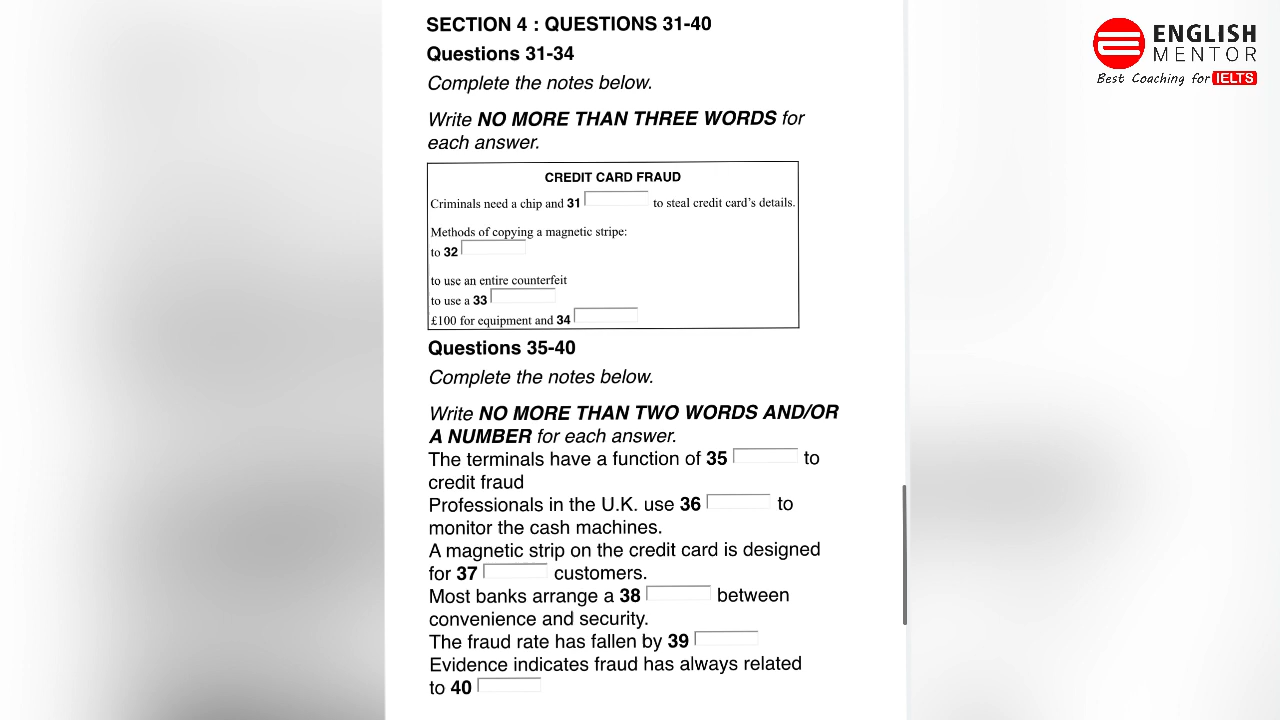 SECTION 4 : QUESTIONS 31-40
Questions 31-34
Complete the notes below.
Write NO MORE THAN THREE WORDS for
each answer.
CREDIT CARD FRAUD
Criminals need a chip and 31 to steal credit card's details.
Methods of copying a magnetic stripe:
to 32
to use an entire counterfeit
to use a 33
£100 for equipment and 34
Questions 35-40
Complete the notes below.
Write NO MORE THAN TWO WORDS AND/OR
A NUMBER for each answer.
The terminals have a function of 35 to
credit fraud
Professionals in the U.K. use 36 to
monitor the cash machines.
A magnetic strip on the credit card is designed
for 37 customers.
Most banks arrange a 38 between
convenience and security.
The fraud rate has fallen by 39
Evidence indicates fraud has always related
to 40
ENGLISH
MENTOR
Best Coaching for IELTS